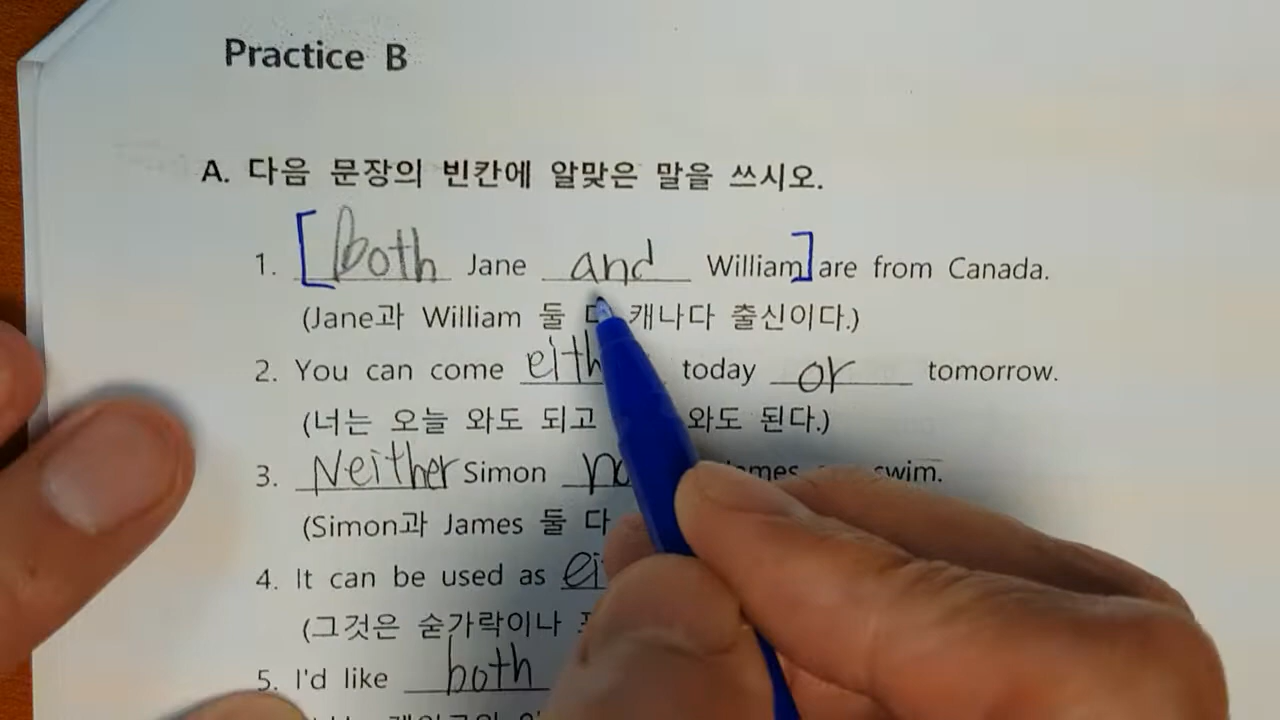 Practice B
A. 다음 문장의 빈칸에 알맞은 말을 쓰시오.
1. [both Jane and William] are from Canada.
(Jane과 William 둘 다 캐나다 출신이다.)
2. You can come eith today or tomorrow.
(너는 오늘 와도 되고 와도 된다.)
3. Neither Simon no swim.
(Simon과 James 둘 다
4. It can be used as ei
(그것은 숟가락이나
5. I'd like both